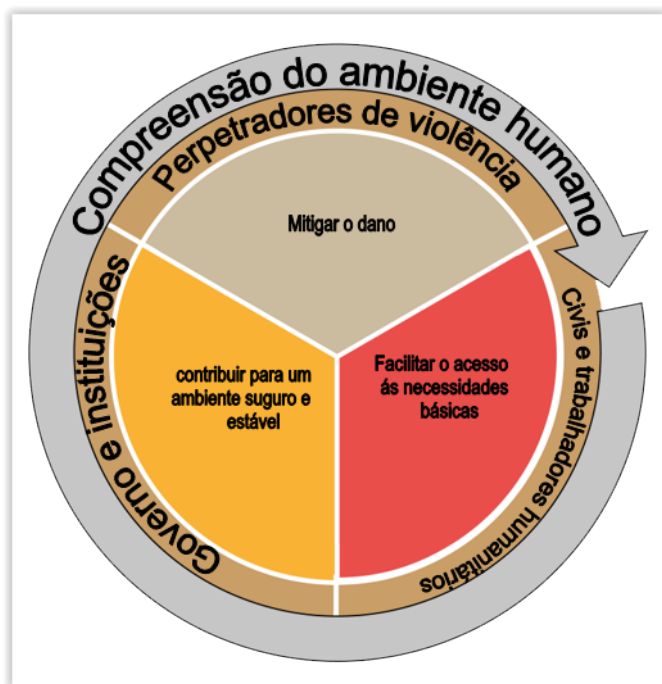 Compreensão do ambiente humano
Perpetradores de violência
Mitigar o dano
Governo e instituições
contribuir para um
ambiente suguro e
estável
Facilitar o acesso
ás necessidades
básicas
Civis e trabalhadores humanitários